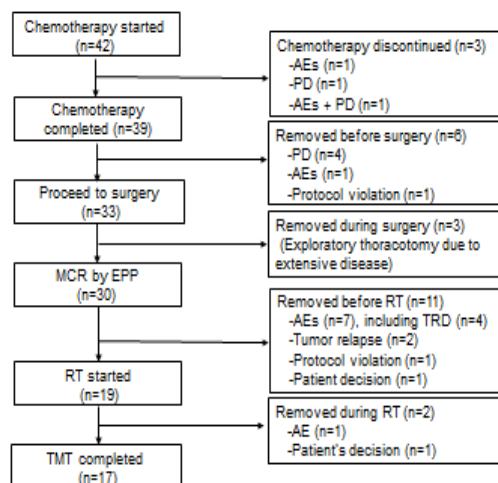 Chemotherapy started
(n=42)
Chemotherapy discontinued (n=3)
-AEs (n=1)
-PD (n=1)
-AEs + PD (n=1)
Chemotherapy
completed (n=39)
Removed before surgery (n=6)
-PD (n=4)
-AEs (n=1)
-Protocol violation (n=1)
Proceed to surgery
(n=33)
Removed during surgery (n=3)
(Exploratory thoracotomy due to
extensive disease)
MCR by EPP
(n=30)
Removed before RT (n=11)
-AEs (n=7), including TRD (n=4)
-Tumor relapse (n=2)
-Protocol violation (n=1)
-Patient decision (n=1)
RT started
(n=19)
Removed during RT (n=2)
-AE (n=1)
-Patient's decision (n=1)
TMT completed
(n=17)